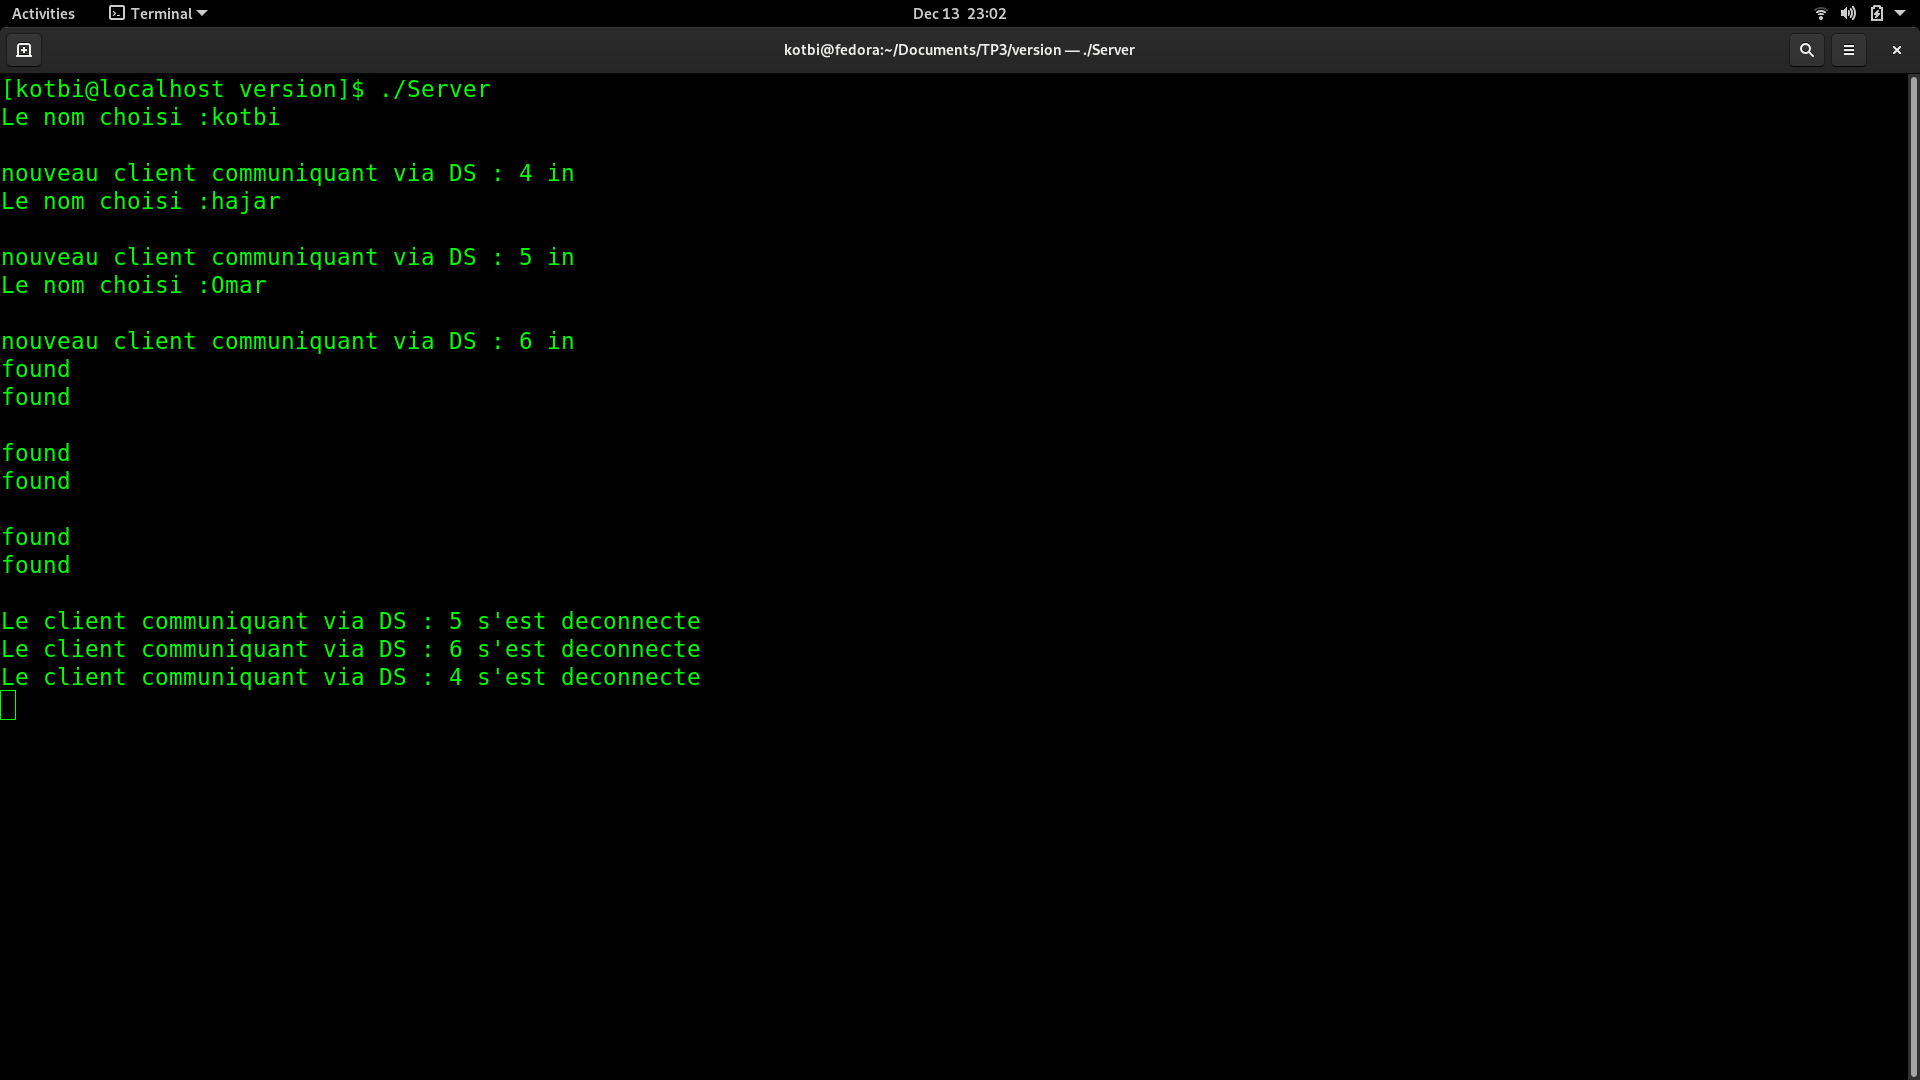 Activities Terminal Dec 13 23:02
kotbi@fedora:~/Documents/TP3/version — ./Server
[kotbi@localhost version]$ ./Server
Le nom choisi :kotbi
nouveau client communiquant via DS : 4 in
Le nom choisi :hajar
nouveau client communiquant via DS : 5 in
Le nom choisi :Omar
nouveau client communiquant via DS : 6 in
found
found
found
found
found
found
Le client communiquant via DS : 5 s'est deconnecte
Le client communiquant via DS : 6 s'est deconnecte
Le client communiquant via DS : 4 s'est deconnecte